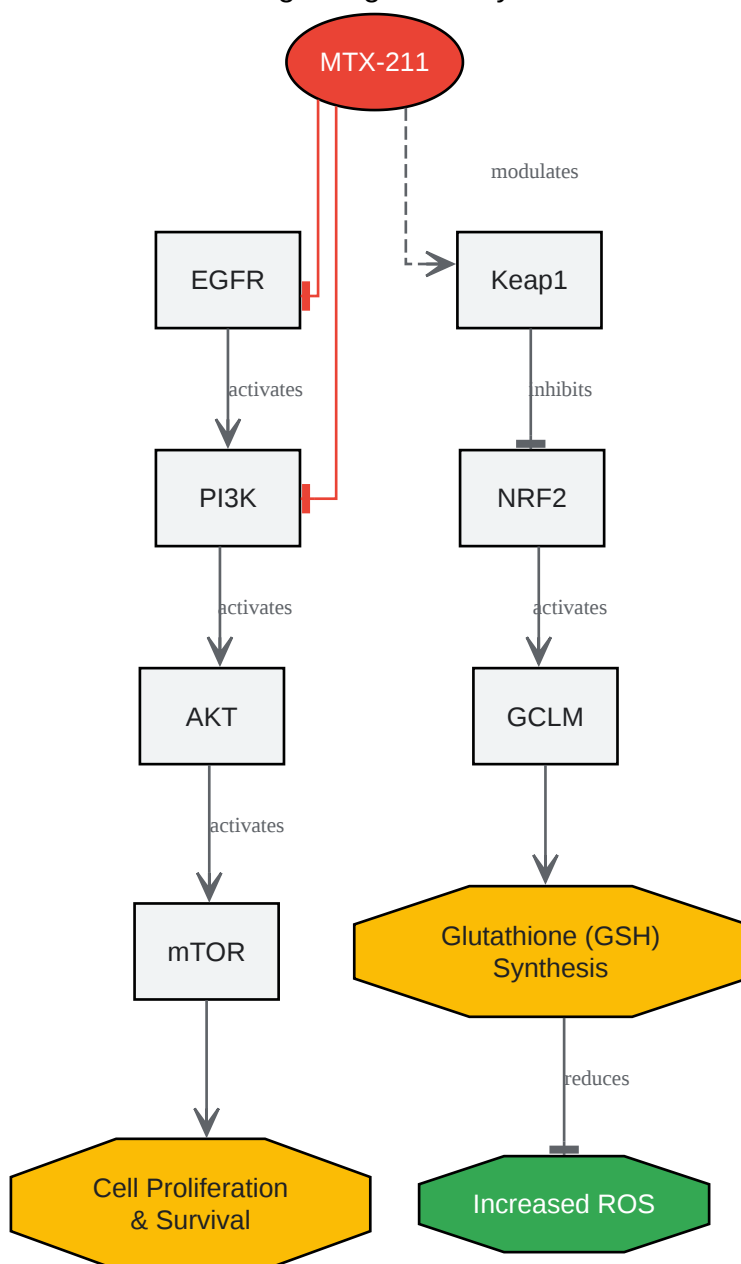 MTX-211
modulates
EGFR
Keap1
activates
inhibits
PI3K
NRF2
activates
activates
AKT
GCLM
activates
mTOR
Glutathione (GSH)
Synthesis
reduces
Cell Proliferation
& Survival
Increased ROS